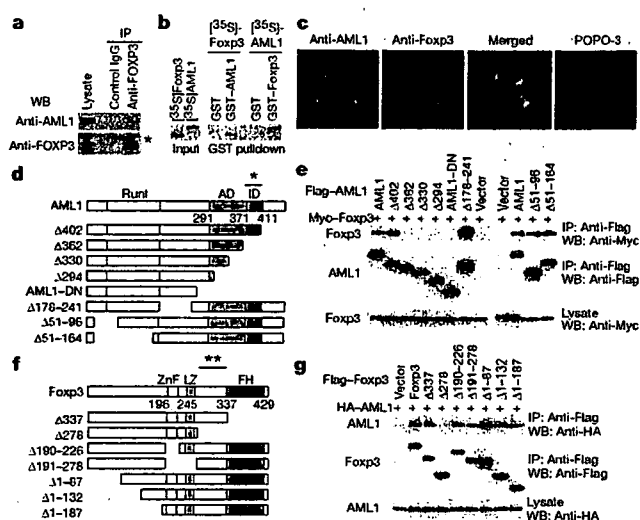 a
IP
Lysate
Control IgG
Anti-FOXP3
WB
Anti-AML1
Anti-FOXP3
*
b
[35S]-Foxp3
[35S]-AML1
[35S]Foxp3
[35S]AML1
GST
GST–AML1
GST
GST–Foxp3
Input
GST pulldown
c
Anti-AML1
Anti-Foxp3
Merged
POPO-3
d
*
Runt
AD
ID
AML1
291
371
411
Δ402
Δ362
Δ330
Δ294
AML1–DN
Δ178–241
Δ51–96
Δ51–164
e
Flag–AML1
AML1
Δ402
Δ362
Δ330
Δ294
AML1-DN
Δ178-241
Vector
Vector
AML1
Δ51-96
Δ51-164
Myc–Foxp3 + + + + + + + + + + + +
Foxp3
IP: Anti-Flag
WB: Anti-Myc
AML1
IP: Anti-Flag
WB: Anti-Flag
Foxp3
Lysate
WB: Anti-Myc
f
**
ZnF
LZ
FH
Foxp3
196
245
337
429
Δ337
Δ278
Δ190–226
Δ191–278
Δ1–67
Δ1–132
Δ1–187
g
Flag–Foxp3
Vector
Foxp3
Δ337
Δ278
Δ190-226
Δ191-278
Δ1-67
Δ1-132
Δ1-187
HA–AML1 + + + + + + + + +
AML1
IP: Anti-Flag
WB: Anti-HA
Foxp3
IP: Anti-Flag
WB: Anti-Flag
AML1
Lysate
WB: Anti-HA